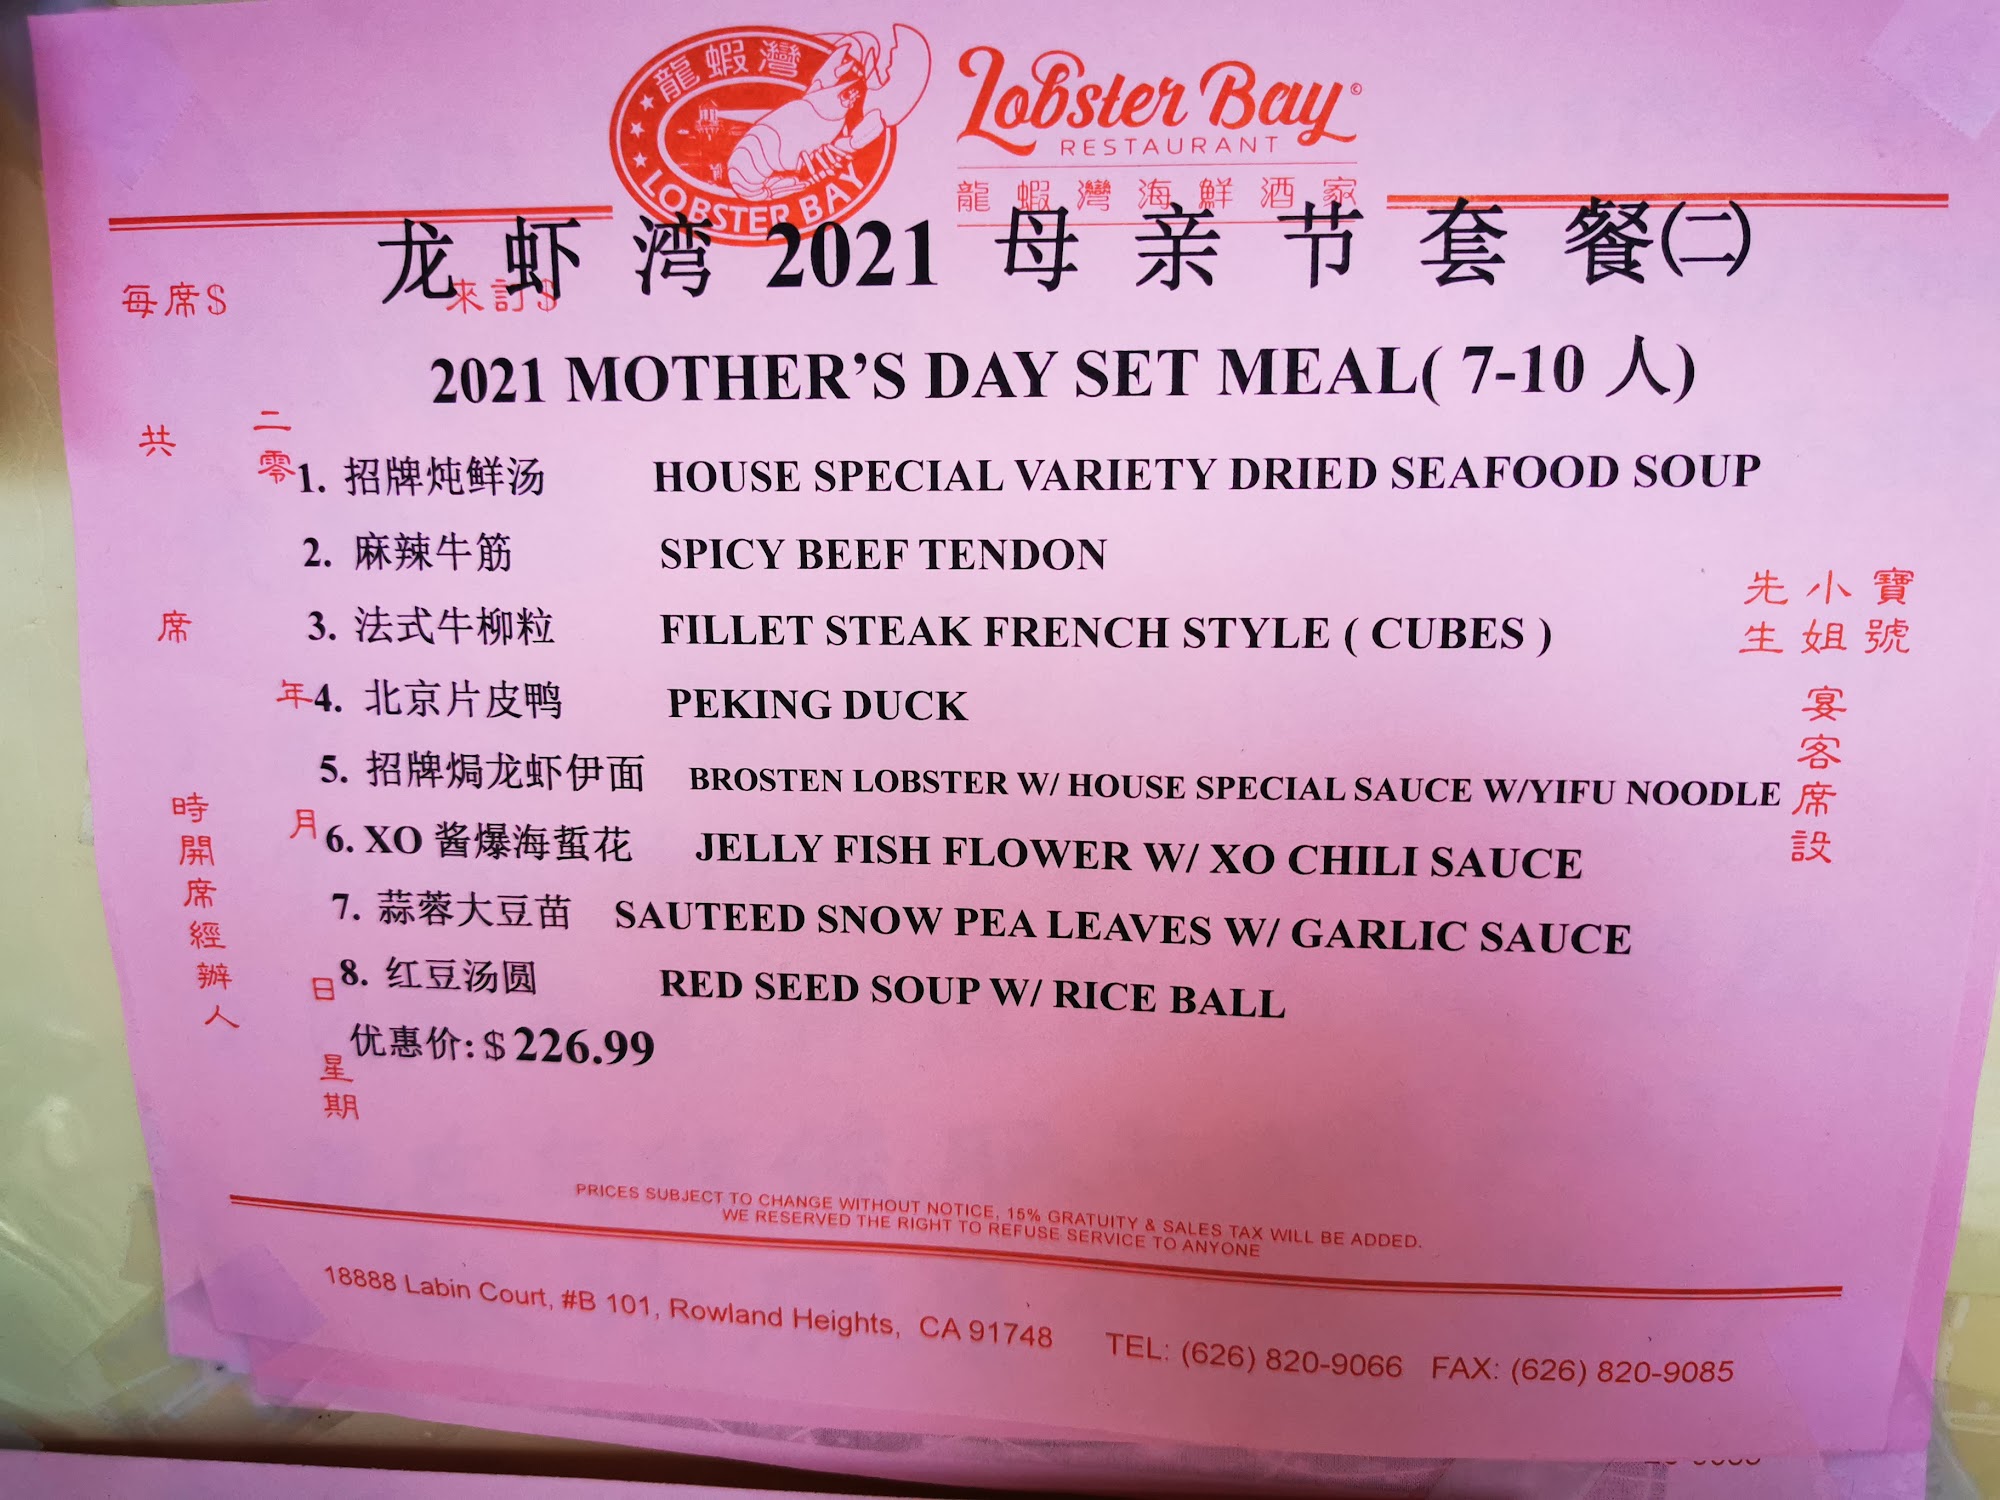 龍蝦灣
LOBSTER BAY
Lobster Bay©
RESTAURANT
龍蝦灣海鮮酒家
龙虾湾2021母亲节套餐㈡
每席$ 來訂$
2021 MOTHER’S DAY SET MEAL( 7-10 人)
1. 招牌炖鲜汤 HOUSE SPECIAL VARIETY DRIED SEAFOOD SOUP
2. 麻辣牛筋 SPICY BEEF TENDON
3. 法式牛柳粒 FILLET STEAK FRENCH STYLE ( CUBES )
4. 北京片皮鸭 PEKING DUCK
5. 招牌焗龙虾伊面 BROSTEN LOBSTER W/ HOUSE SPECIAL SAUCE W/YIFU NOODLE
6. XO 酱爆海蜇花 JELLY FISH FLOWER W/ XO CHILI SAUCE
7. 蒜蓉大豆苗 SAUTEED SNOW PEA LEAVES W/ GARLIC SAUCE
8. 红豆汤圆 RED SEED SOUP W/ RICE BALL
优惠价: $ 226.99
寶號
小姐
先生
宴客席設
二零年月日星期
共席
時開席經辦人
PRICES SUBJECT TO CHANGE WITHOUT NOTICE, 15% GRATUITY & SALES TAX WILL BE ADDED.
WE RESERVED THE RIGHT TO REFUSE SERVICE TO ANYONE
18888 Labin Court, #B 101, Rowland Heights, CA 91748 TEL: (626) 820-9066 FAX: (626) 820-9085